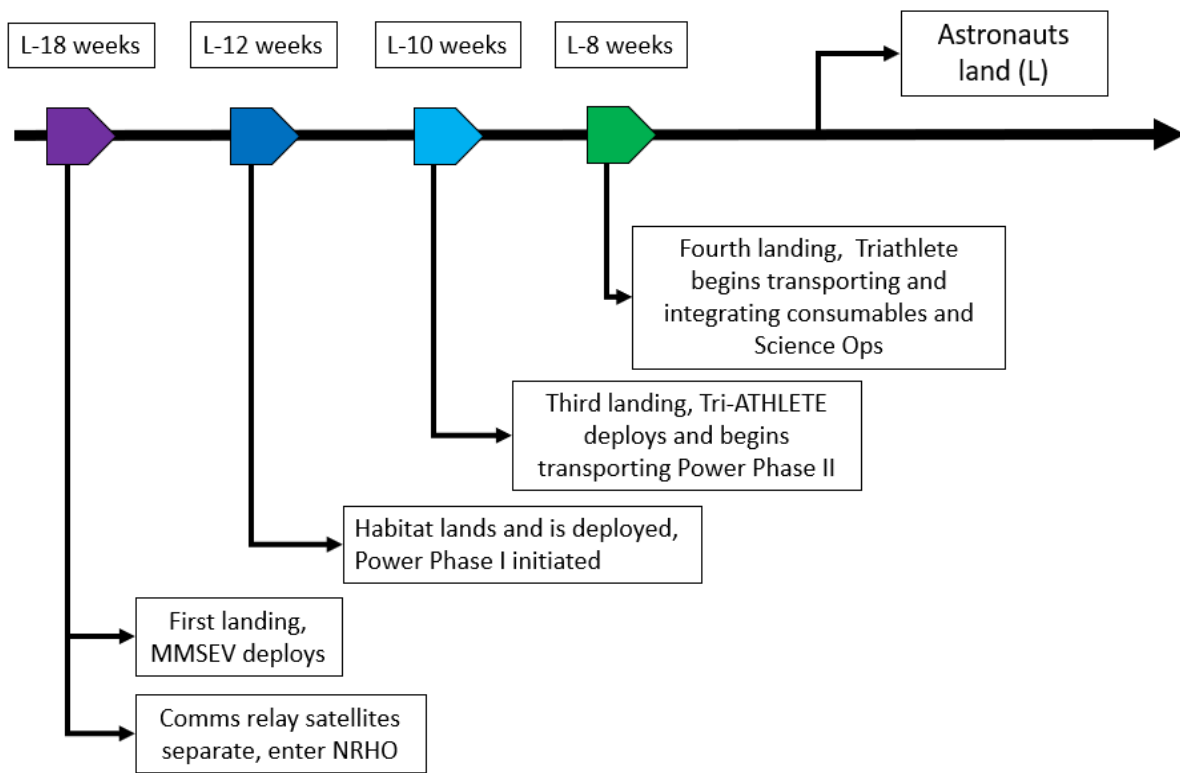 L-18 weeks
L-12 weeks
L-10 weeks
L-8 weeks
Astronauts
land (L)
Fourth landing, Triathlete
begins transporting and
integrating consumables and
Science Ops
Third landing, Tri-ATHLETE
deploys and begins
transporting Power Phase II
Habitat lands and is deployed,
Power Phase I initiated
First landing,
MMSEV deploys
Comms relay satellites
separate, enter NRHO